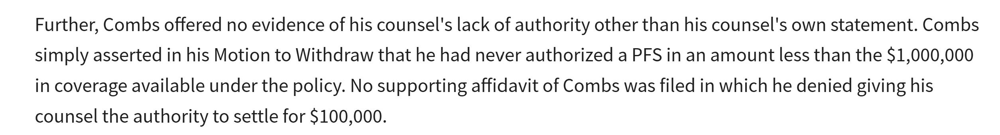 Further, Combs offered no evidence of his counsel's lack of authority other than his counsel's own statement. Combs
simply asserted in his Motion to Withdraw that he had never authorized a PFS in an amount less than the $1,000,000
in coverage available under the policy. No supporting affidavit of Combs was filed in which he denied giving his
counsel the authority to settle for $100,000.